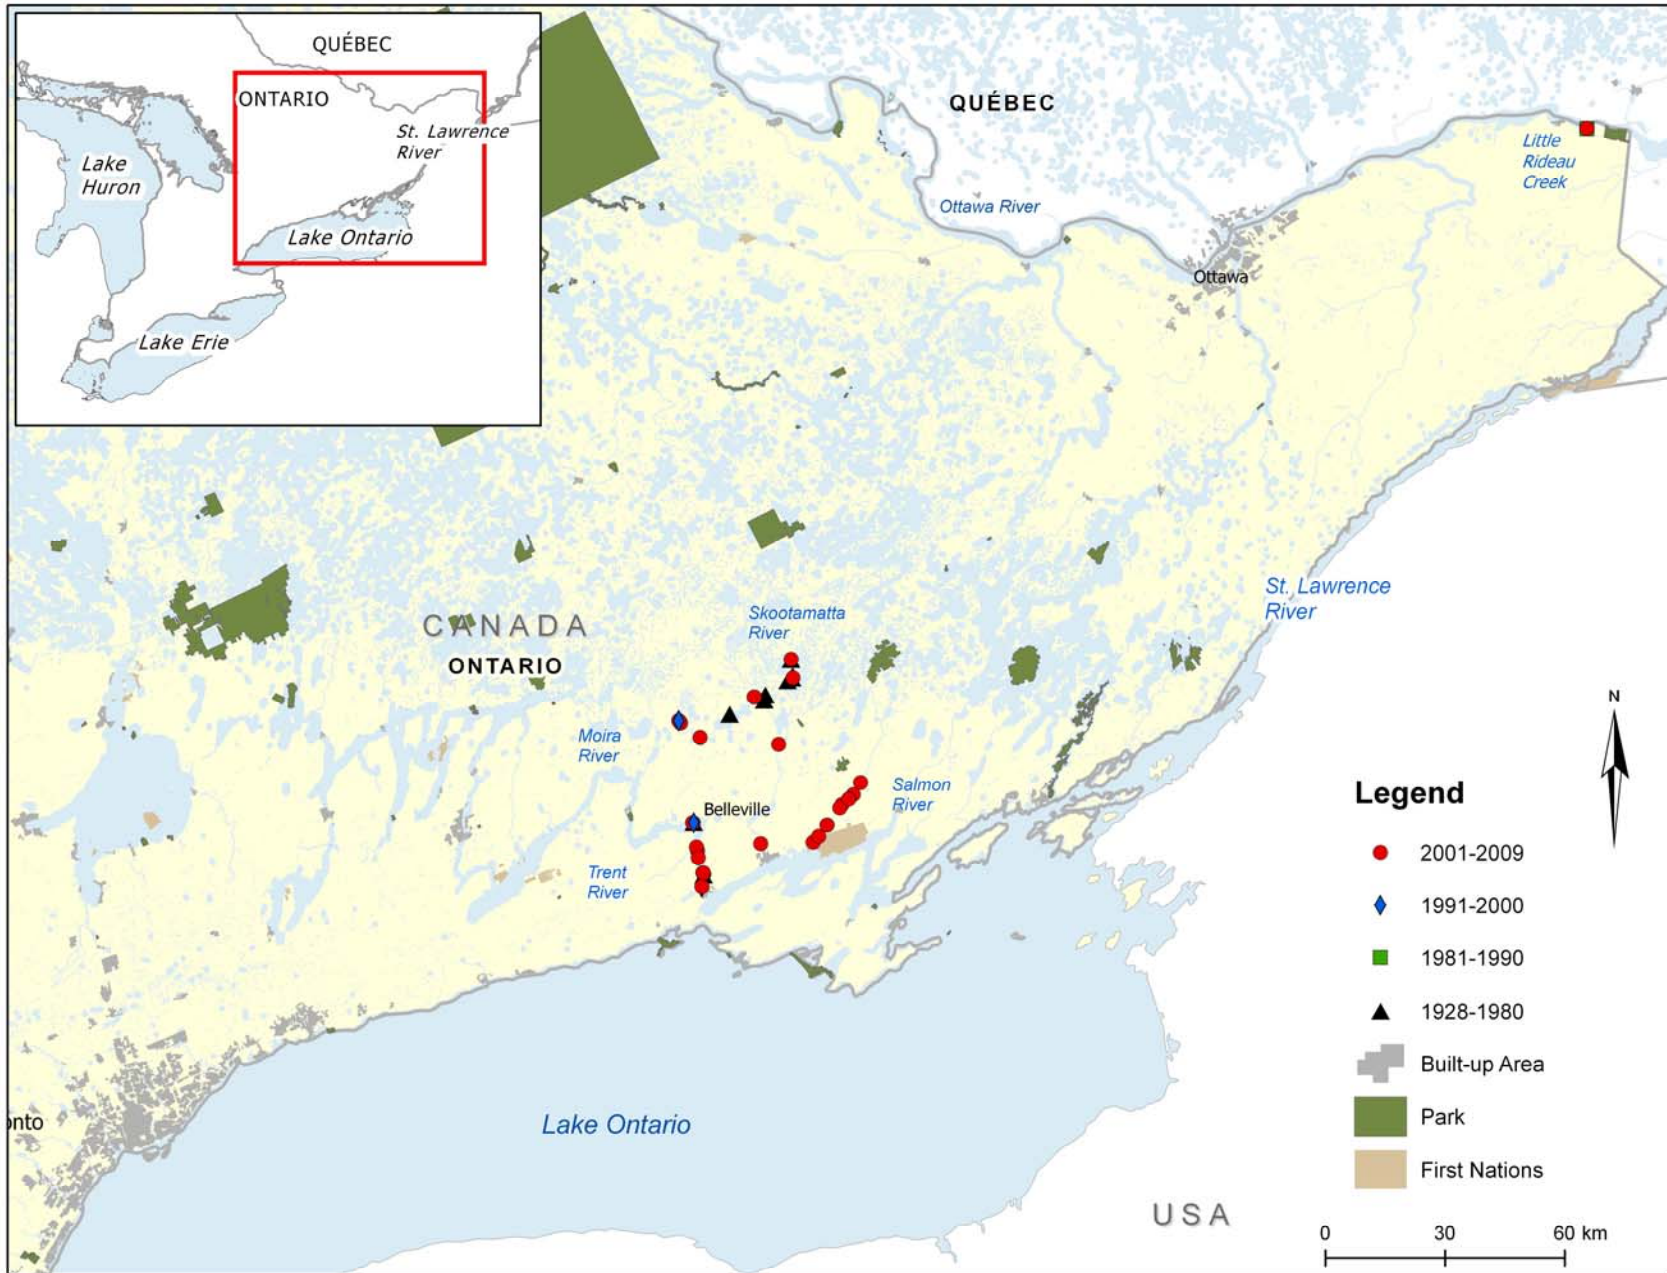 QUÉBEC
ONTARIO
St. Lawrence
River
Lake
Huron
Lake Ontario
Lake Erie
QUÉBEC
Little
Rideau
Creek
Ottawa River
Ottawa
St. Lawrence
River
CANADA
ONTARIO
Skootamatta
River
Moira
River
Salmon
River
Belleville
Trent
River
onto
Lake Ontario
USA
N
Legend
2001-2009
1991-2000
1981-1990
1928-1980
Built-up Area
Park
First Nations
0 30 60 km